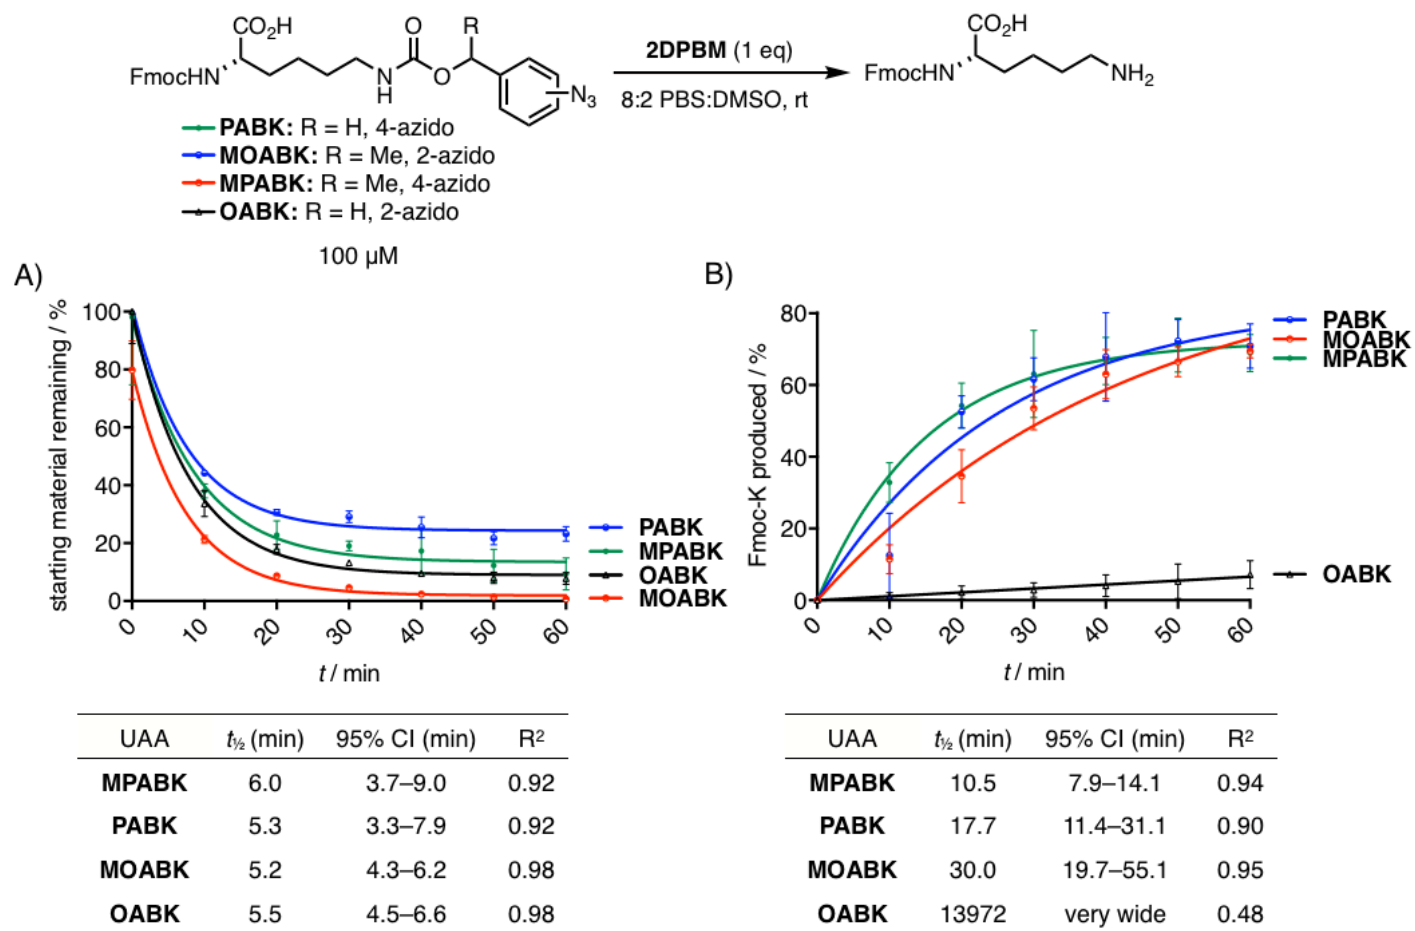 CO₂H
FmocHN
N
H
O
O
R
N₃
2DPBM (1 eq)
8:2 PBS:DMSO, rt
CO₂H
FmocHN
NH₂
PABK: R = H, 4-azido
MOABK: R = Me, 2-azido
MPABK: R = Me, 4-azido
OABK: R = H, 2-azido
100 µM
A)
starting material remaining / %
100
80
60
40
20
0
0 10 20 30 40 50 60
t / min
PABK
MPABK
OABK
MOABK
B)
Fmoc-K produced / %
80
60
40
20
0
0 10 20 30 40 50 60
t / min
PABK
MOABK
MPABK
OABK
UAA t½ (min) 95% CI (min) R²
MPABK 6.0 3.7–9.0 0.92
PABK 5.3 3.3–7.9 0.92
MOABK 5.2 4.3–6.2 0.98
OABK 5.5 4.5–6.6 0.98
UAA t½ (min) 95% CI (min) R²
MPABK 10.5 7.9–14.1 0.94
PABK 17.7 11.4–31.1 0.90
MOABK 30.0 19.7–55.1 0.95
OABK 13972 very wide 0.48